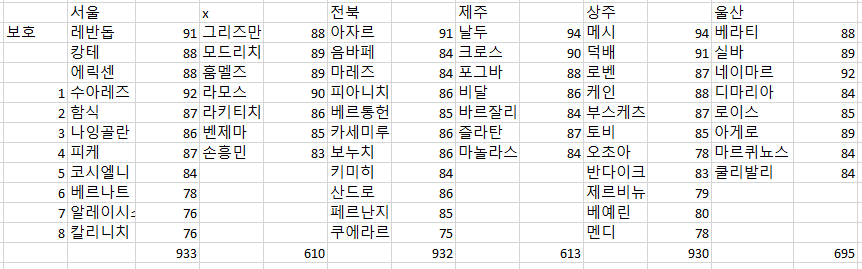 서울 x 전북 제주 상주 울산
보호 레반돕 91 그리즈만 88 아자르 91 날두 94 메시 94 베라티 88
캉테 88 모드리치 89 음바페 84 크로스 90 덕배 91 실바 89
에릭센 88 훔멜즈 89 마레즈 84 포그바 88 로벤 87 네이마르 92
1 수아레즈 92 라모스 90 피아니치 86 비달 86 케인 88 디마리아 84
2 함식 87 라키티치 86 베르통헌 85 바르잘리 84 부스케츠 87 로이스 85
3 나잉골란 86 벤제마 85 카세미루 86 즐라탄 87 토비 85 아게로 89
4 피케 87 손흥민 83 보누치 86 마놀라스 84 오초아 78 마르퀴뇨스 84
5 코시엘니 84 키미히 84 반다이크 83 쿨리발리 84
6 베르나트 78 산드로 86 제르비뉴 79
7 알레이시 76 페르난지 85 베예린 80
8 칼리니치 76 쿠에라르 75 멘디 78
933 610 932 613 930 695